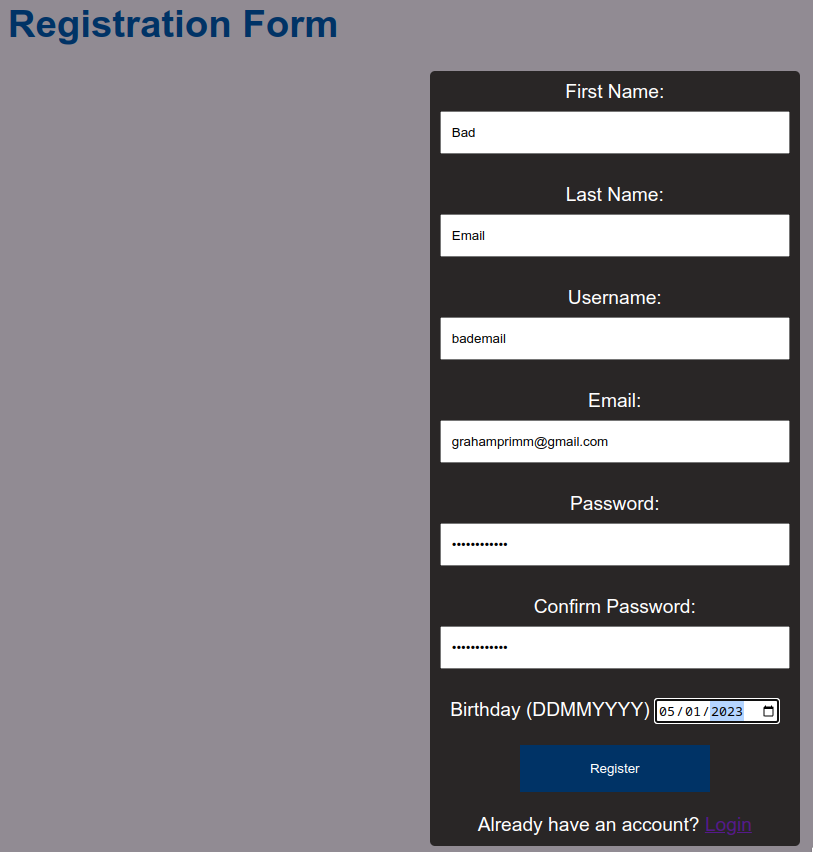 Registration Form
First Name:
Bad
Last Name:
Email
Username:
bademail
Email:
grahamprimm@gmail.com
Password:
••••••••••••
Confirm Password:
••••••••••••
Birthday (DDMMYYYY) 05/01/2023
Register
Already have an account? Login